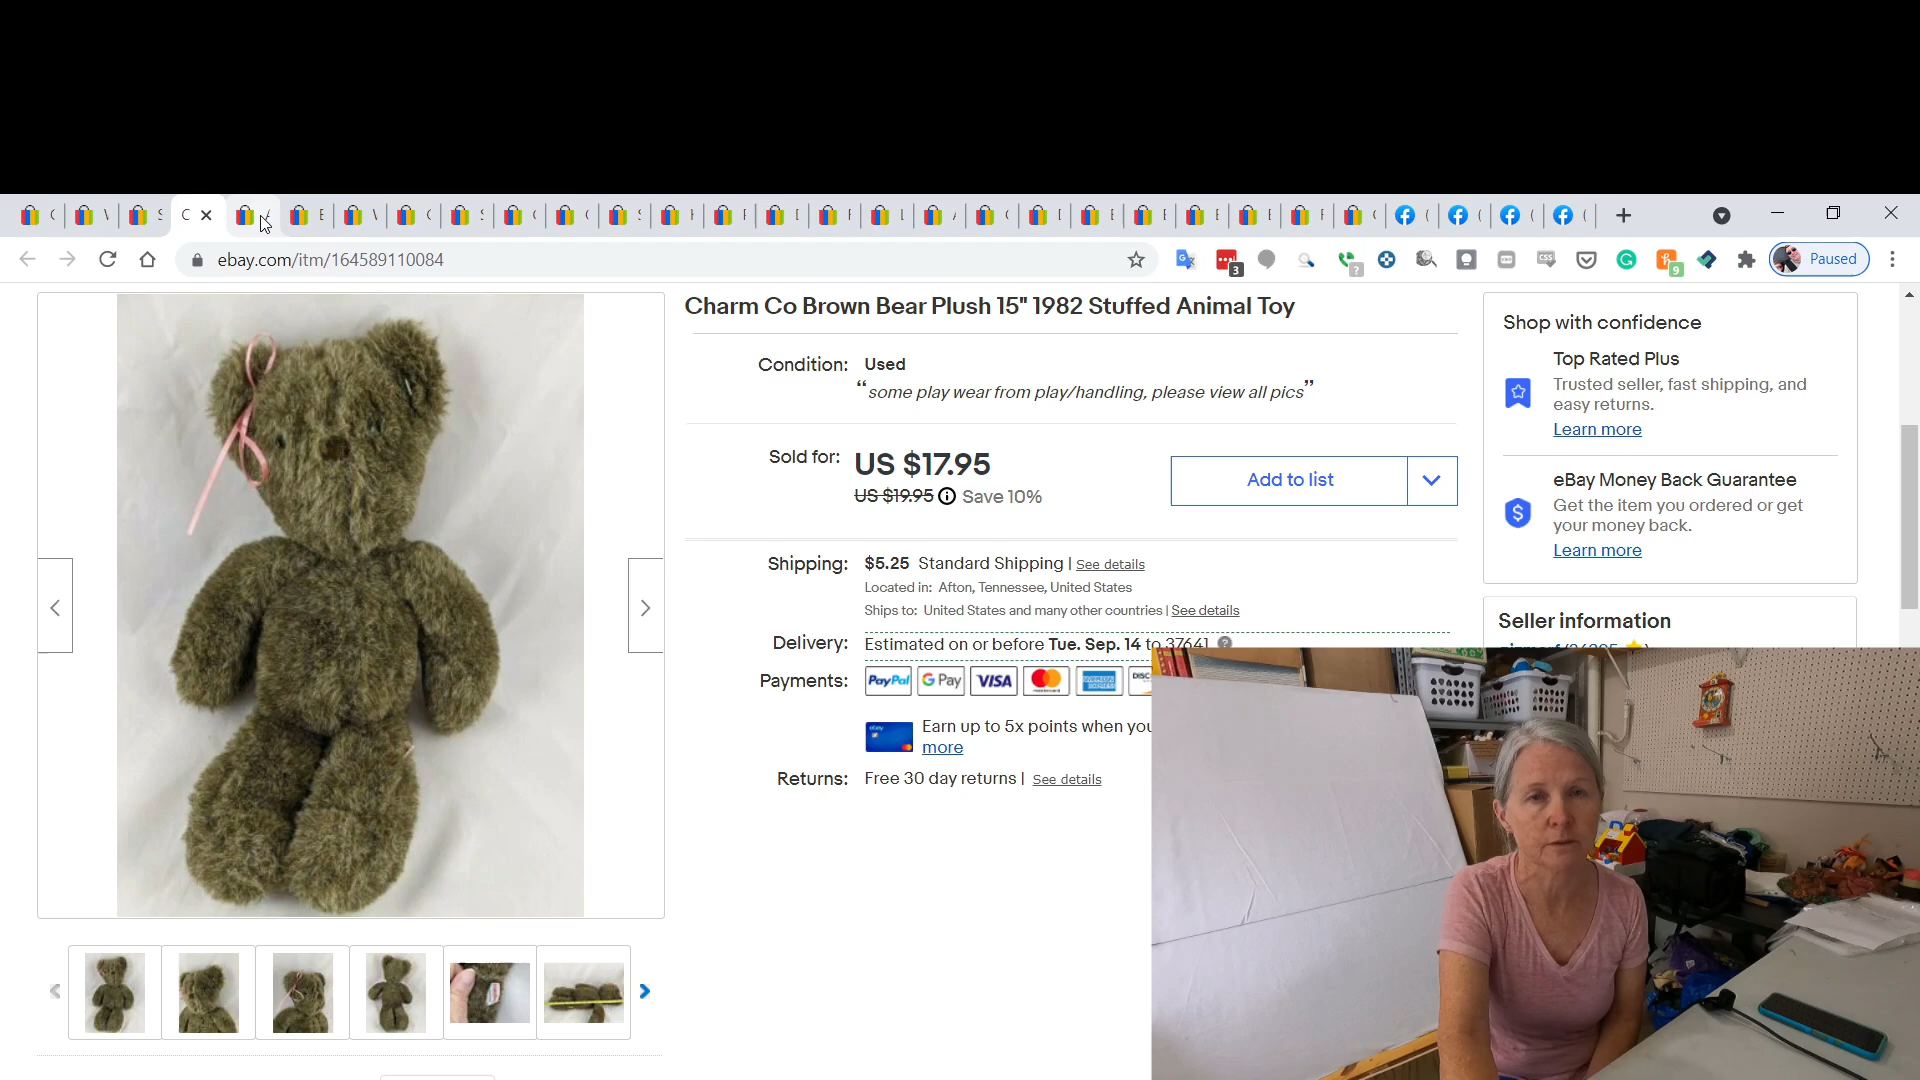 ebay.com/itm/164589110084
3
?
9
Paused
Charm Co Brown Bear Plush 15" 1982 Stuffed Animal Toy
Condition: Used
“some play wear from play/handling, please view all pics”
Sold for: US $17.95
US $19.95 Save 10%
Add to list
Shipping: $5.25 Standard Shipping | See details
Located in: Afton, Tennessee, United States
Ships to: United States and many other countries | See details
Delivery: Estimated on or before Tue. Sep. 14 to 37641
Payments: PayPal G Pay VISA
Earn up to 5x points when you
more
Returns: Free 30 day returns | See details
Shop with confidence
Top Rated Plus
Trusted seller, fast shipping, and
easy returns.
Learn more
eBay Money Back Guarantee
Get the item you ordered or get
your money back.
Learn more
Seller information